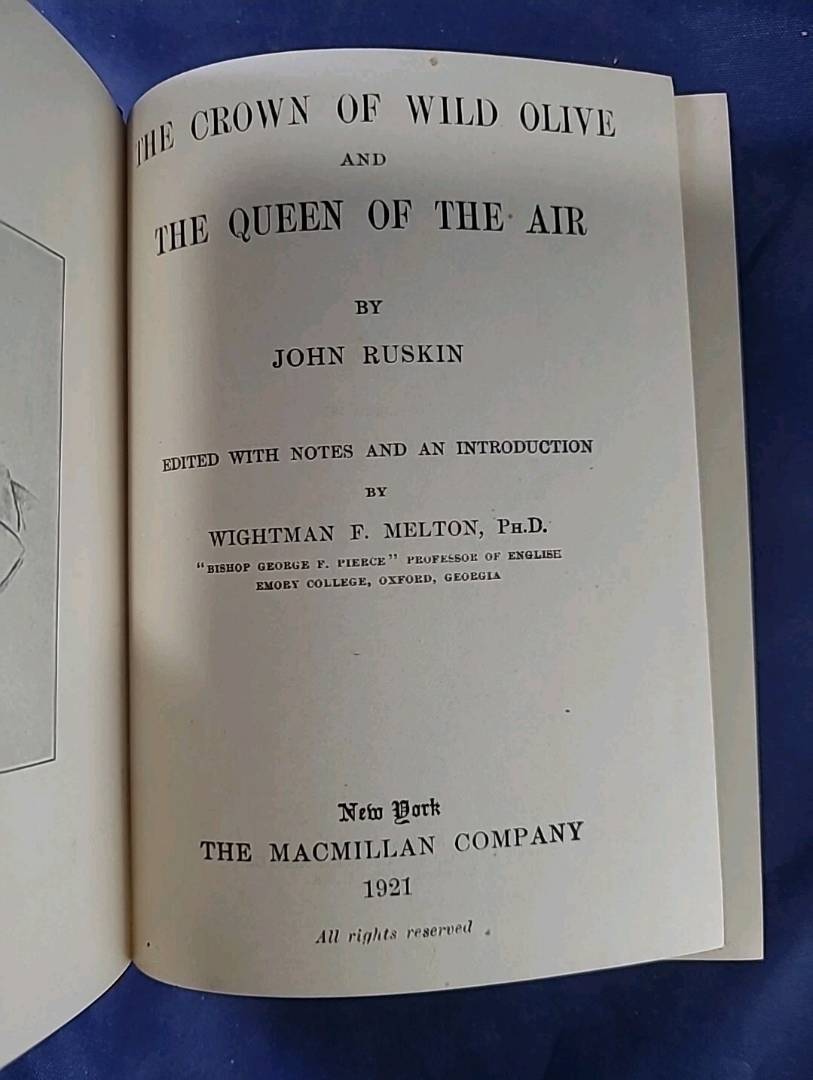 THE CROWN OF WILD OLIVE
AND
THE QUEEN OF THE AIR
BY
JOHN RUSKIN
EDITED WITH NOTES AND AN INTRODUCTION
BY
WIGHTMAN F. MELTON, PH.D.
"BISHOP GEORGE F. PIERCE" PROFESSOR OF ENGLISH
EMORY COLLEGE, OXFORD, GEORGIA
New York
THE MACMILLAN COMPANY
1921
All rights reserved